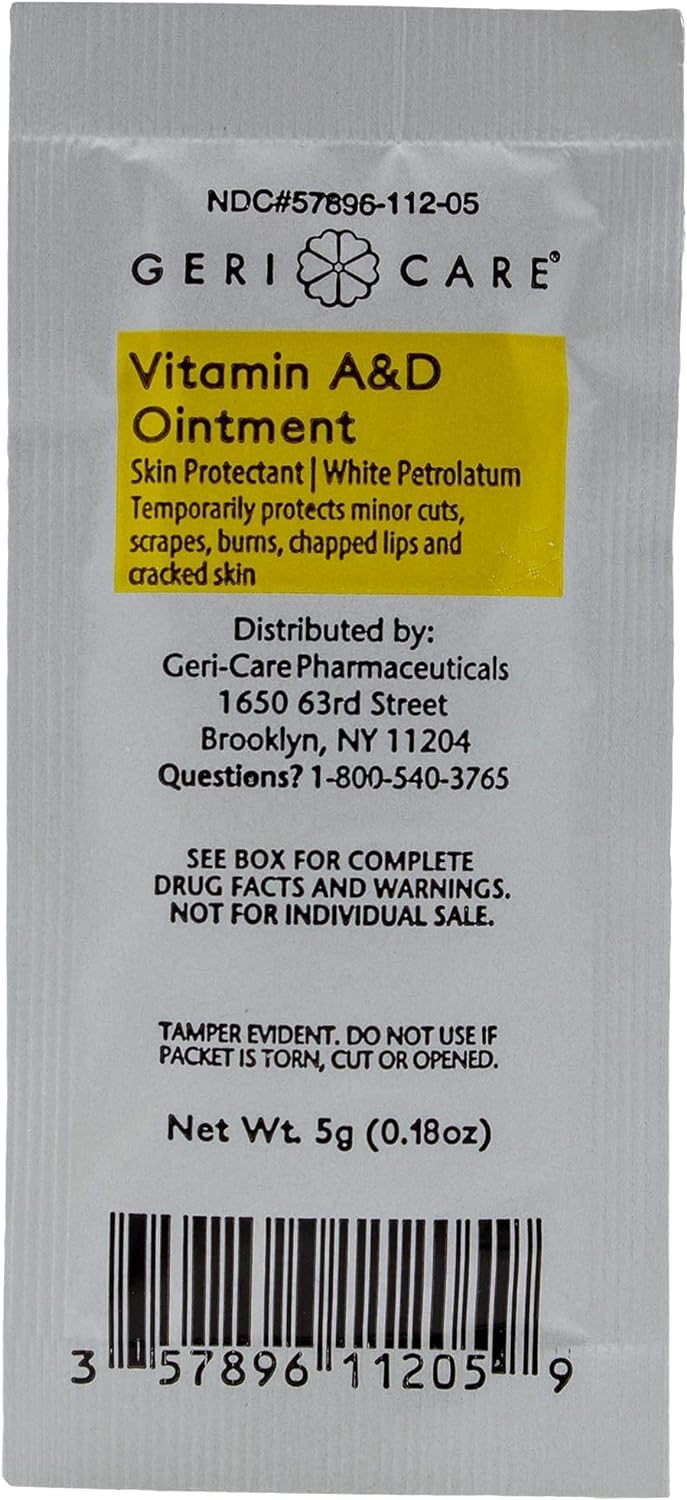 NDC#57896-112-05
GERI CARE®
Vitamin A&D
Ointment
Skin Protectant | White Petrolatum
Temporarily protects minor cuts,
scrapes, burns, chapped lips and
cracked skin
Distributed by:
Geri-Care Pharmaceuticals
1650 63rd Street
Brooklyn, NY 11204
Questions? 1-800-540-3765
SEE BOX FOR COMPLETE
DRUG FACTS AND WARNINGS.
NOT FOR INDIVIDUAL SALE.
TAMPER EVIDENT. DO NOT USE IF
PACKET IS TORN, CUT OR OPENED.
Net Wt. 5g (0.18oz)
3 57896 11205 9